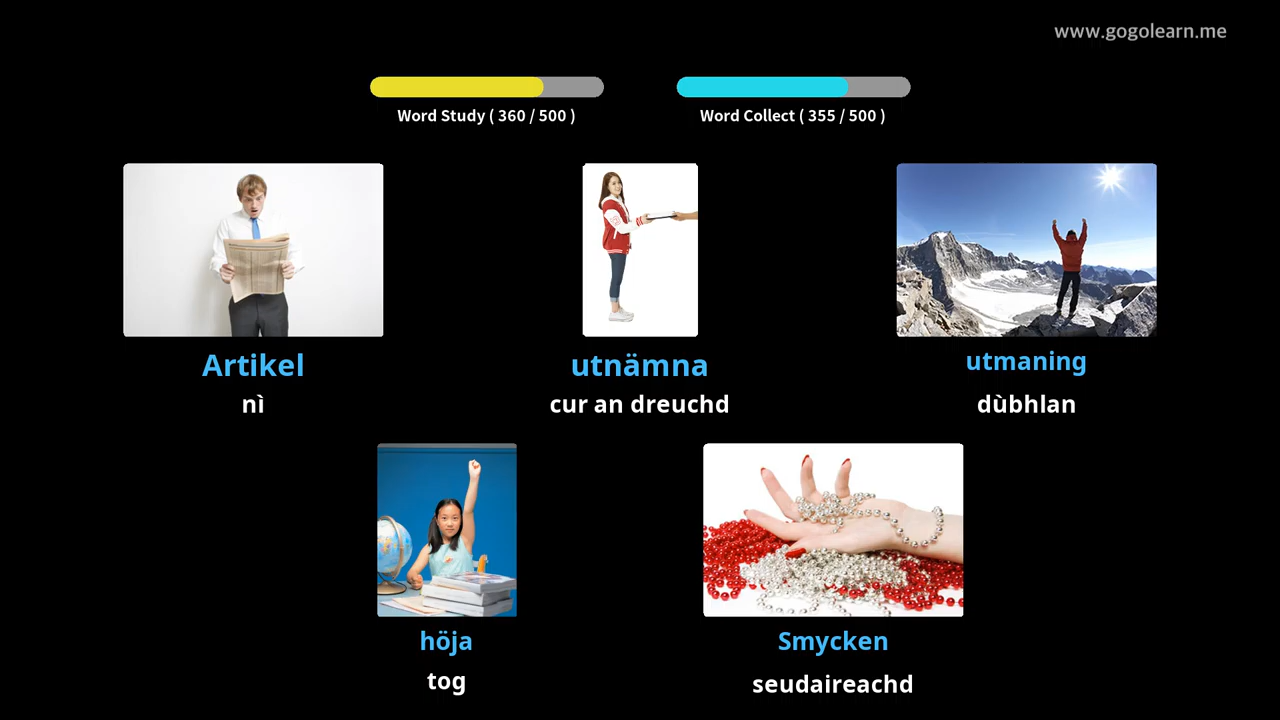 www.gogolearn.me
Word Study ( 360 / 500 )
Word Collect ( 355 / 500 )
Artikel
nì
utnämna
cur an dreuchd
utmaning
dùbhlan
höja
tog
Smycken
seudaireachd